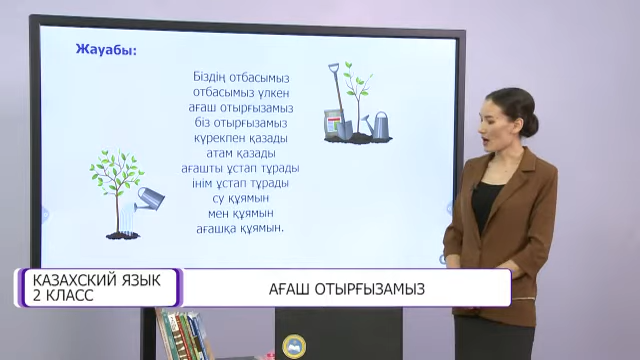 Жауабы:
Біздің отбасымыз
отбасымыз үлкен
ағаш отырғызамыз
біз отырғызамыз
күрекпен қазады
атам қазады
ағашты ұстап тұрады
інім ұстап тұрады
су құямын
мен құямын
ағашқа құямын.
КАЗАХСКИЙ ЯЗЫК
2 КЛАСС
АҒАШ ОТЫРҒЫЗАМЫЗ